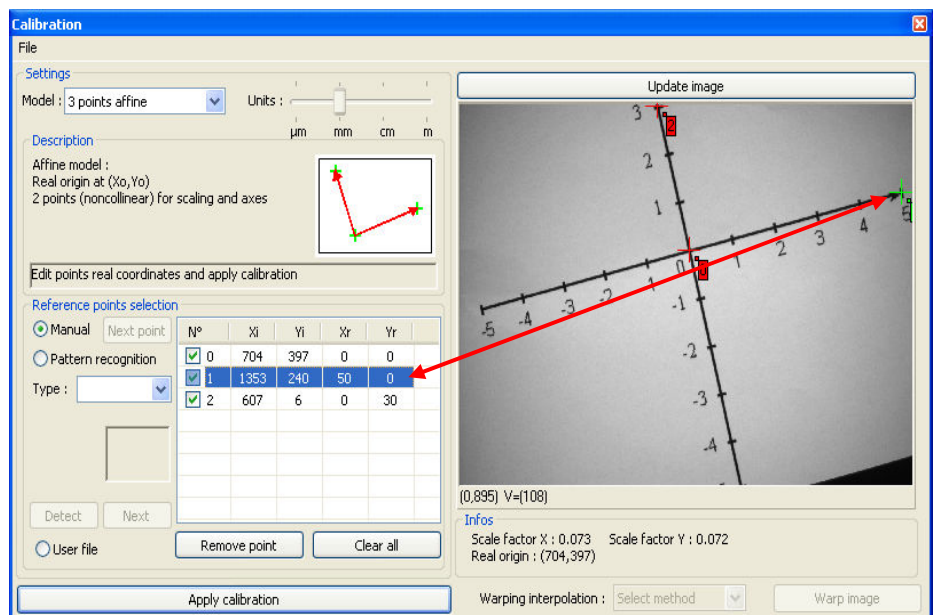 Calibration
File
Settings
Model : 3 points affine
Units :
µm mm cm m
Description
Affine model :
Real origin at (Xo,Yo)
2 points (noncollinear) for scaling and axes
Edit points real coordinates and apply calibration
Reference points selection
Manual Next point
Pattern recognition
Type :
Detect Next
User file
N° Xi Yi Xr Yr
0 704 397 0 0
1 1353 240 50 0
2 607 6 0 30
Remove point Clear all
Apply calibration
Update image
3
2
2
1
0
0
-5 -4 -3 -2 1 1 2 3 4 5
-1
-2
-3
-4
(0,895) V=(108)
Infos
Scale factor X : 0.073 Scale factor Y : 0.072
Real origin : (704,397)
Warping interpolation : Select method Warp image